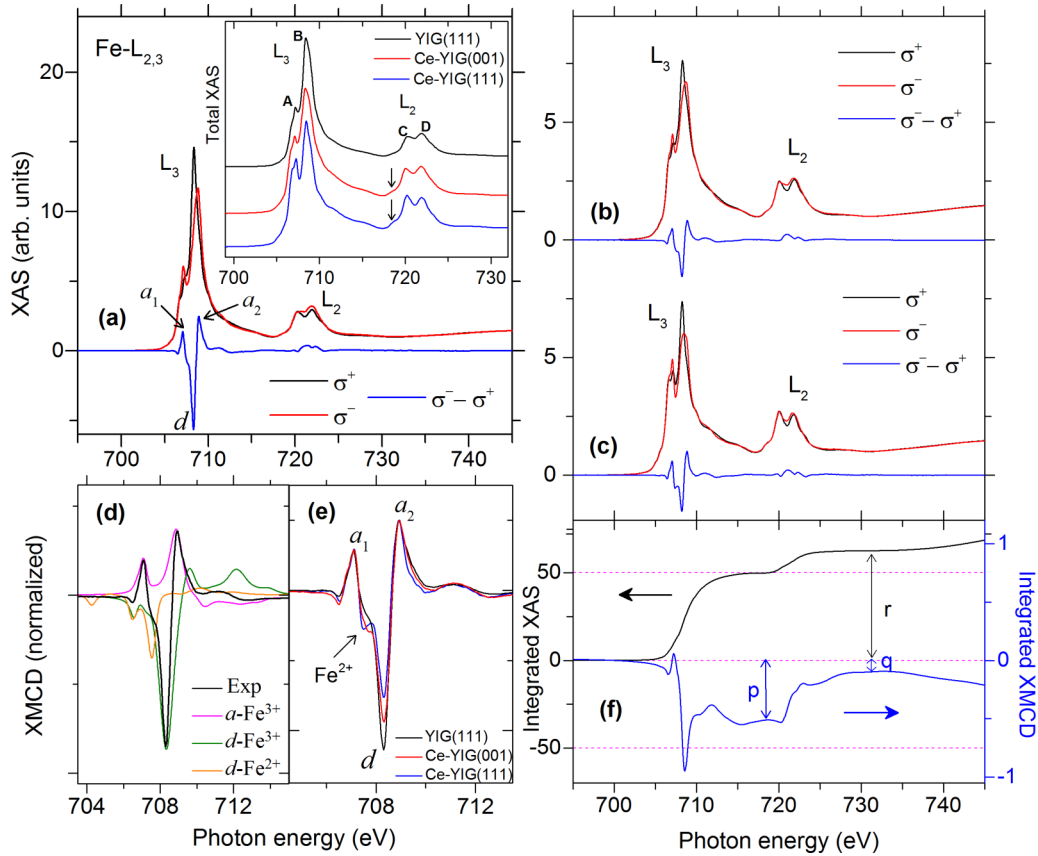 Fe-L2,3
XAS (arb. units)
20
10
0
L3
L2
a1
a2
d
(a)
σ+
σ−
σ− − σ+
700
710
720
730
740
Total XAS
L3
B
A
L2
C
D
YIG(111)
Ce-YIG(001)
Ce-YIG(111)
700
710
720
730
L3
L2
σ+
σ−
σ− − σ+
5
0
(b)
L3
L2
σ+
σ−
σ− − σ+
5
0
(c)
(d)
XMCD (normalized)
Exp
a-Fe3+
d-Fe3+
d-Fe2+
704
708
712
(e)
a1
a2
Fe2+
d
YIG(111)
Ce-YIG(001)
Ce-YIG(111)
708
712
Photon energy (eV)
Integrated XAS
50
0
-50
r
q
p
(f)
1
0
-1
Integrated XMCD
700
710
720
730
740
Photon energy (eV)